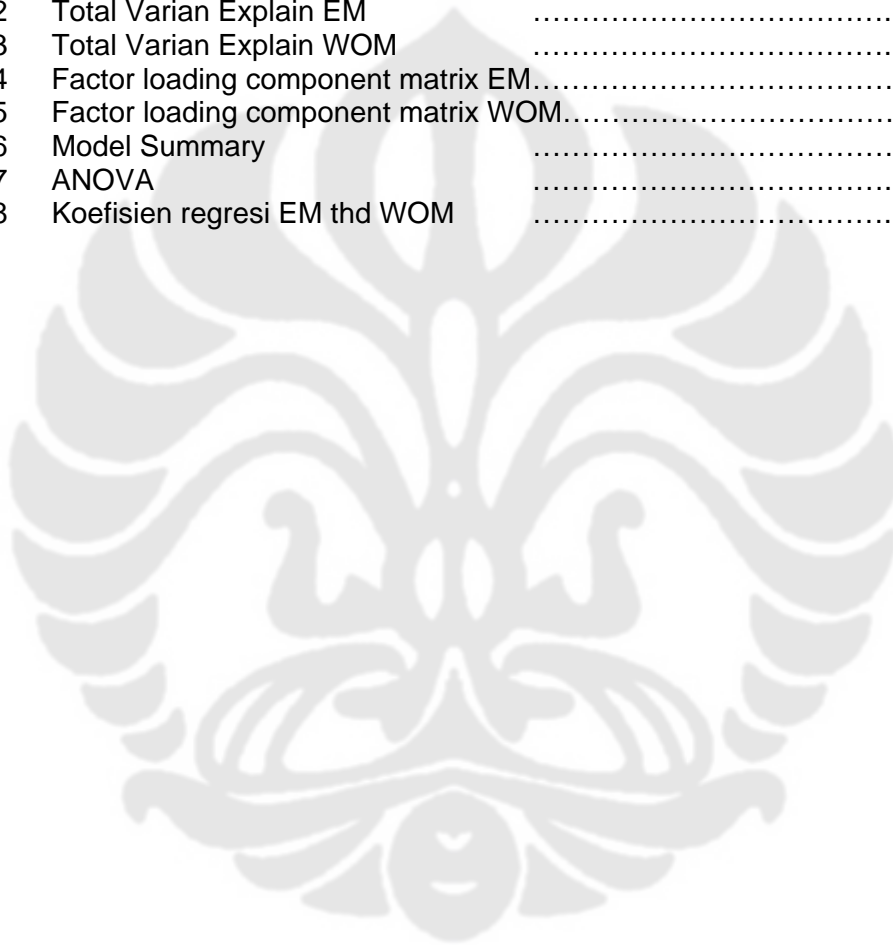 2 Total Varian Explain EM ……………………………….
3 Total Varian Explain WOM ……………………………….
4 Factor loading component matrix EM……………………………….
5 Factor loading component matrix WOM…………………………….
6 Model Summary ……………………………….
7 ANOVA ……………………………….
8 Koefisien regresi EM thd WOM ……………………………….